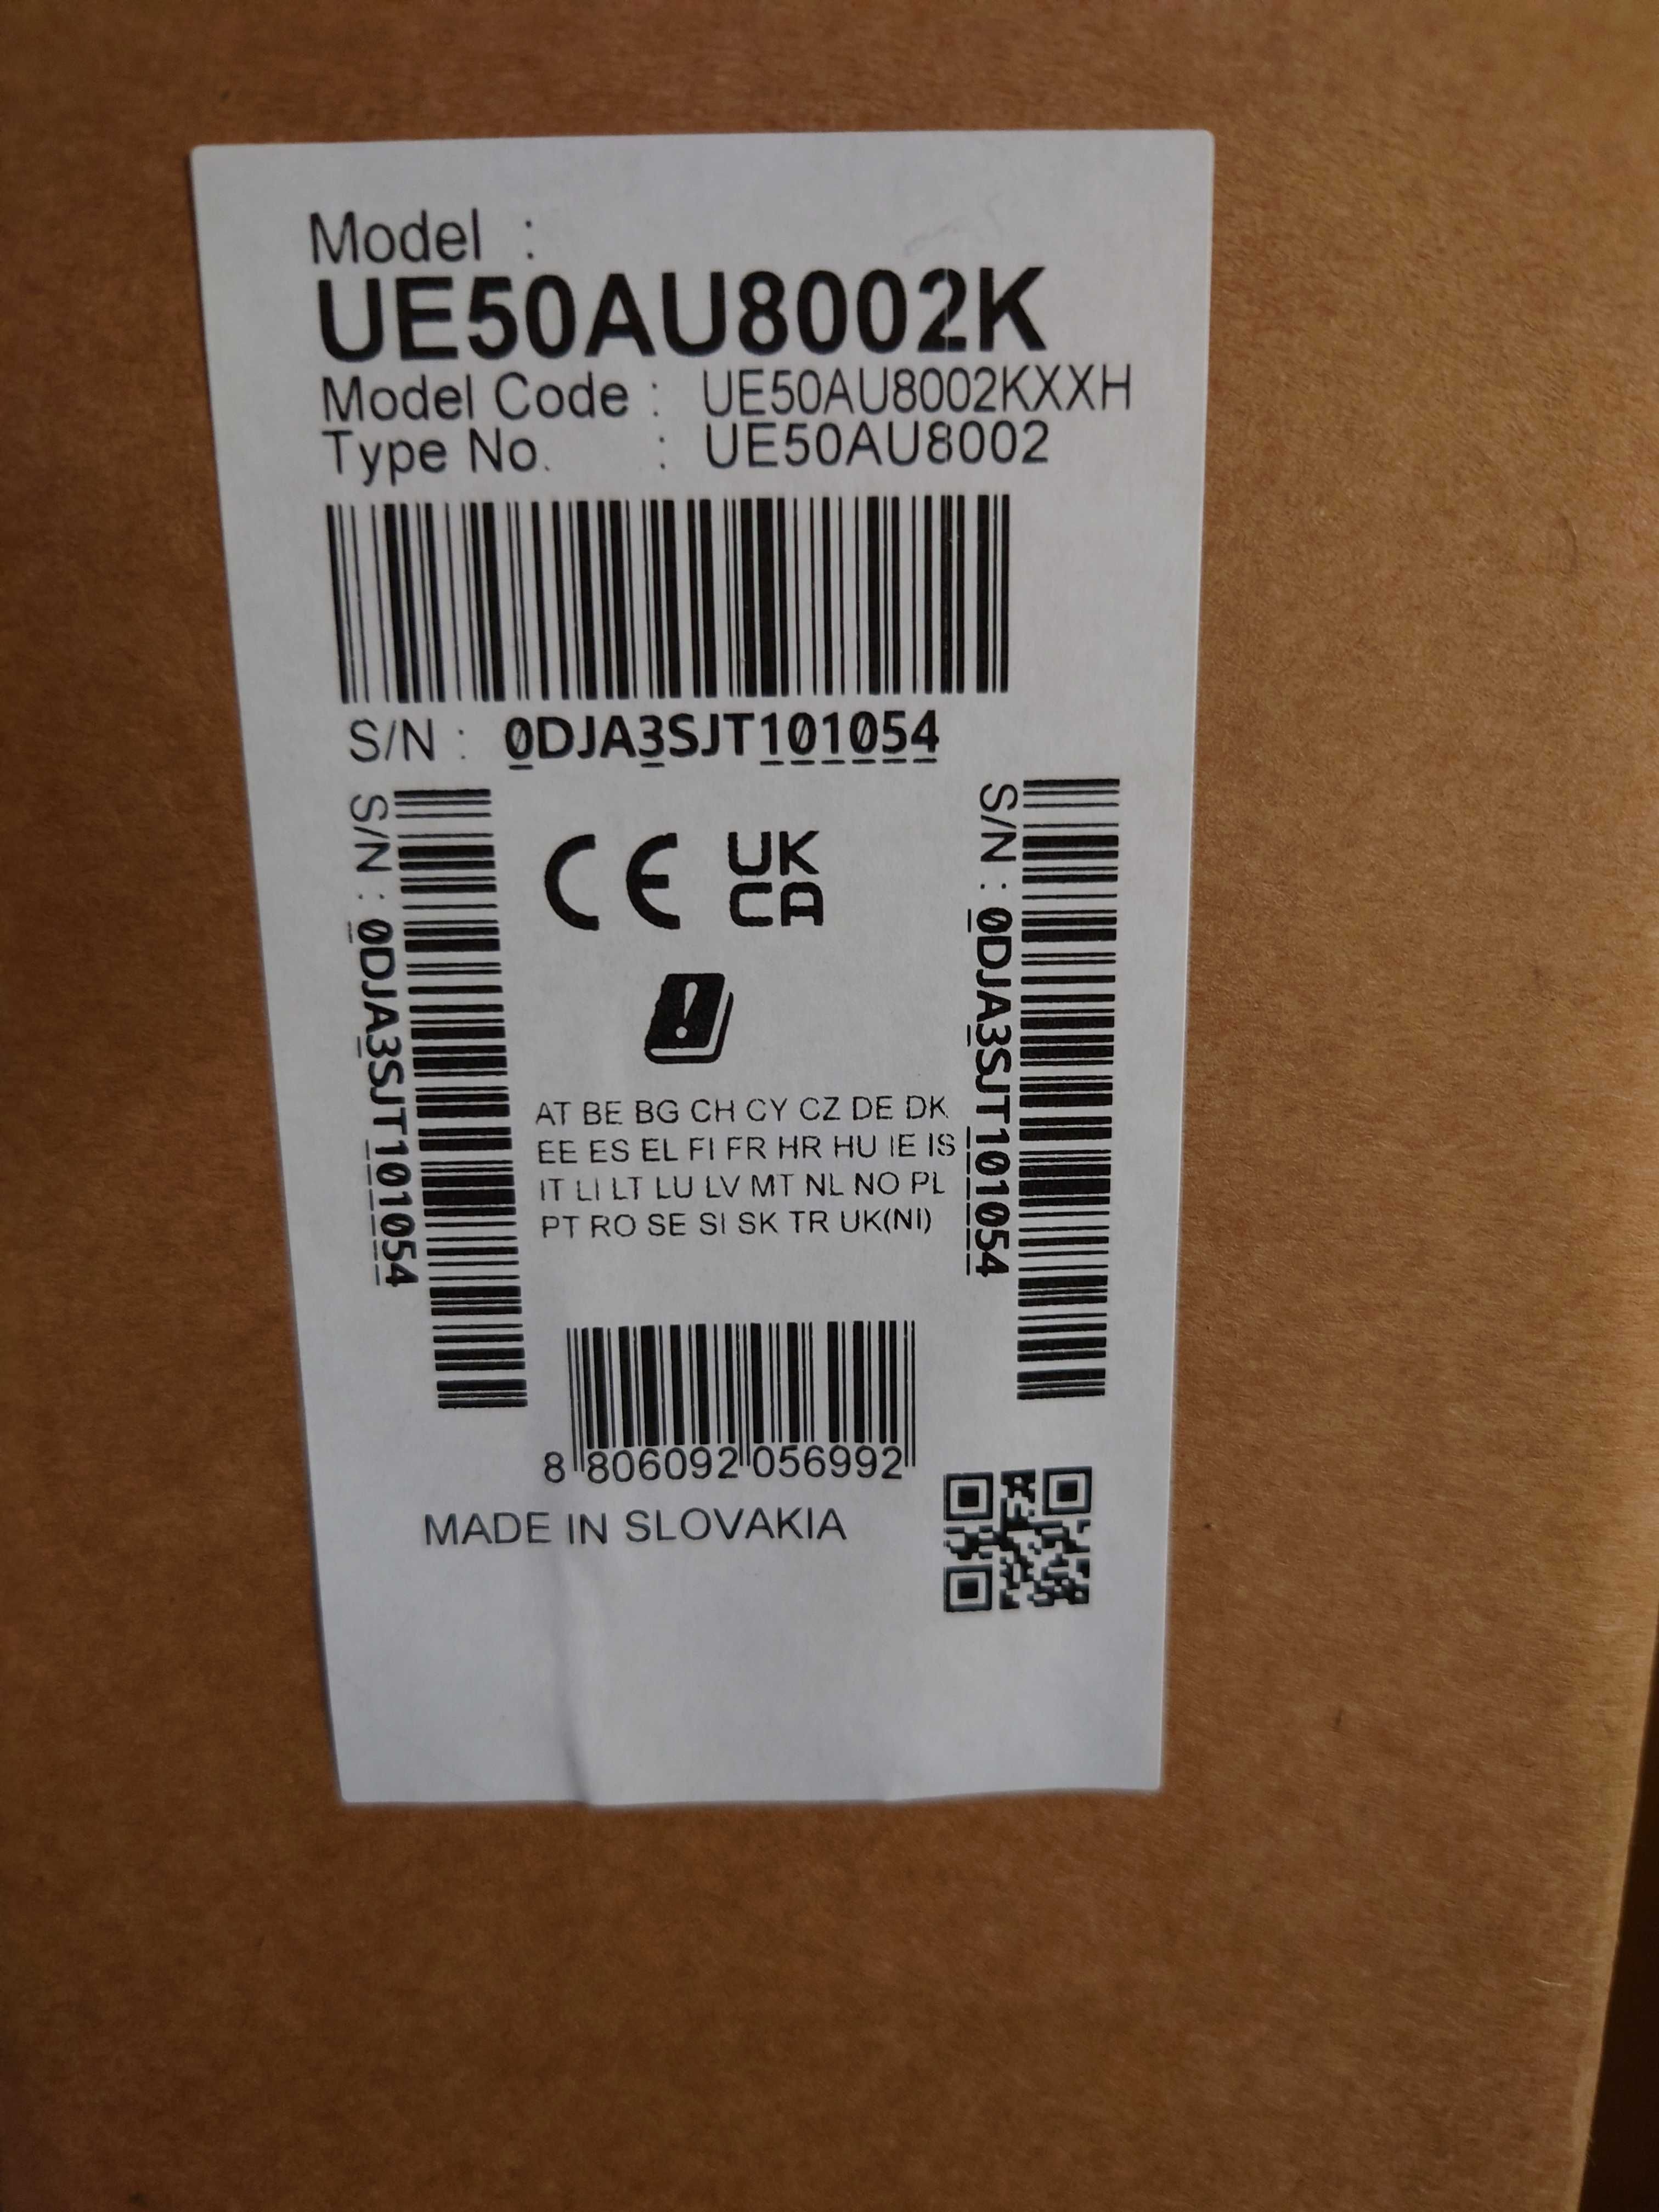 Model :
UE50AU8002K
Model Code : UE50AU8002KXXH
Type No. : UE50AU8002
S/N : 0DJA3SJT101054
S/N : 0DJA3SJT101054
CE
UK
CA
S/N : 0DJA3SJT101054
AT BE BG CH CY CZ DE DK
EE ES EL FI FR HR HU IE IS
IT LI LT LU LV MT NL NO PL
PT RO SE SI SK TR UK(NI)
8 806092 056992
MADE IN SLOVAKIA